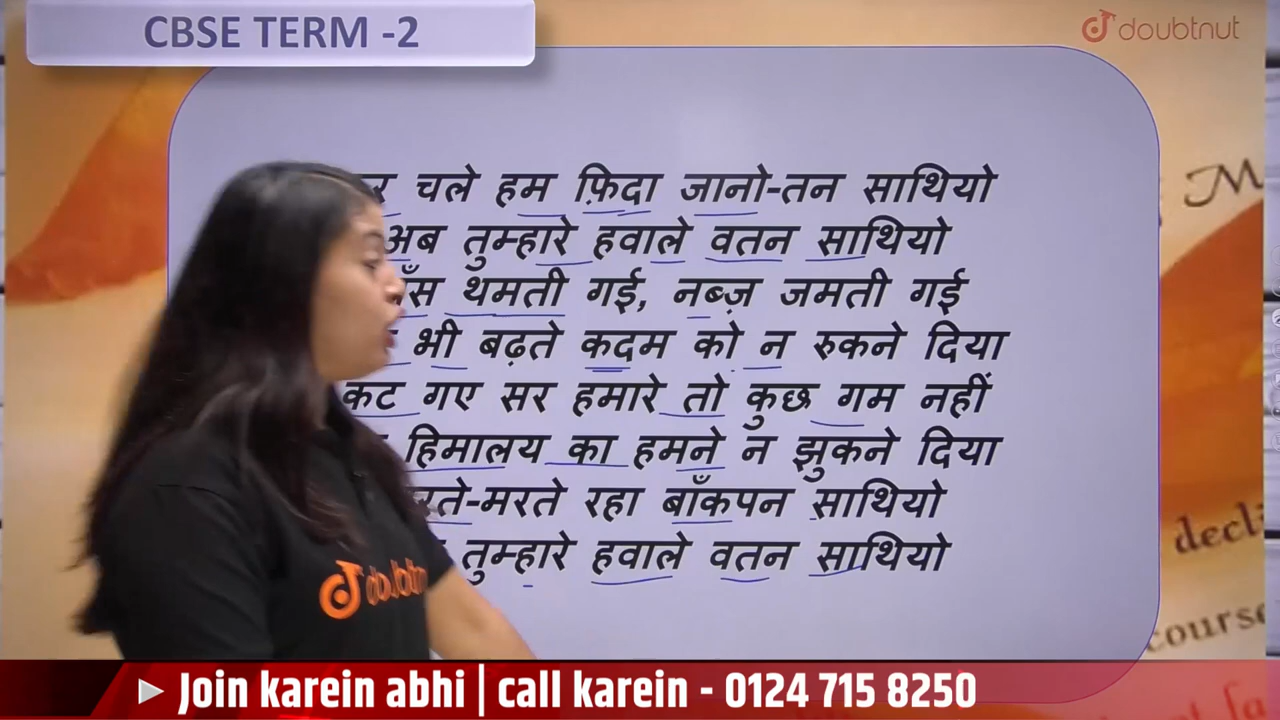 CBSE TERM -2
doubtnut
चले हम फ़िदा जानो-तन साथियो
अब तुम्हारे हवाले वतन साथियो
थमती गई, नब्ज़ जमती गई
भी बढ़ते कदम को न रुकने दिया
कट गए सर हमारे तो कुछ गम नहीं
हिमालय का हमने न झुकने दिया
मरते रहा बाँकपन साथियो
तुम्हारे हवाले वतन साथियो
Join karein abhi | call karein - 0124 715 8250